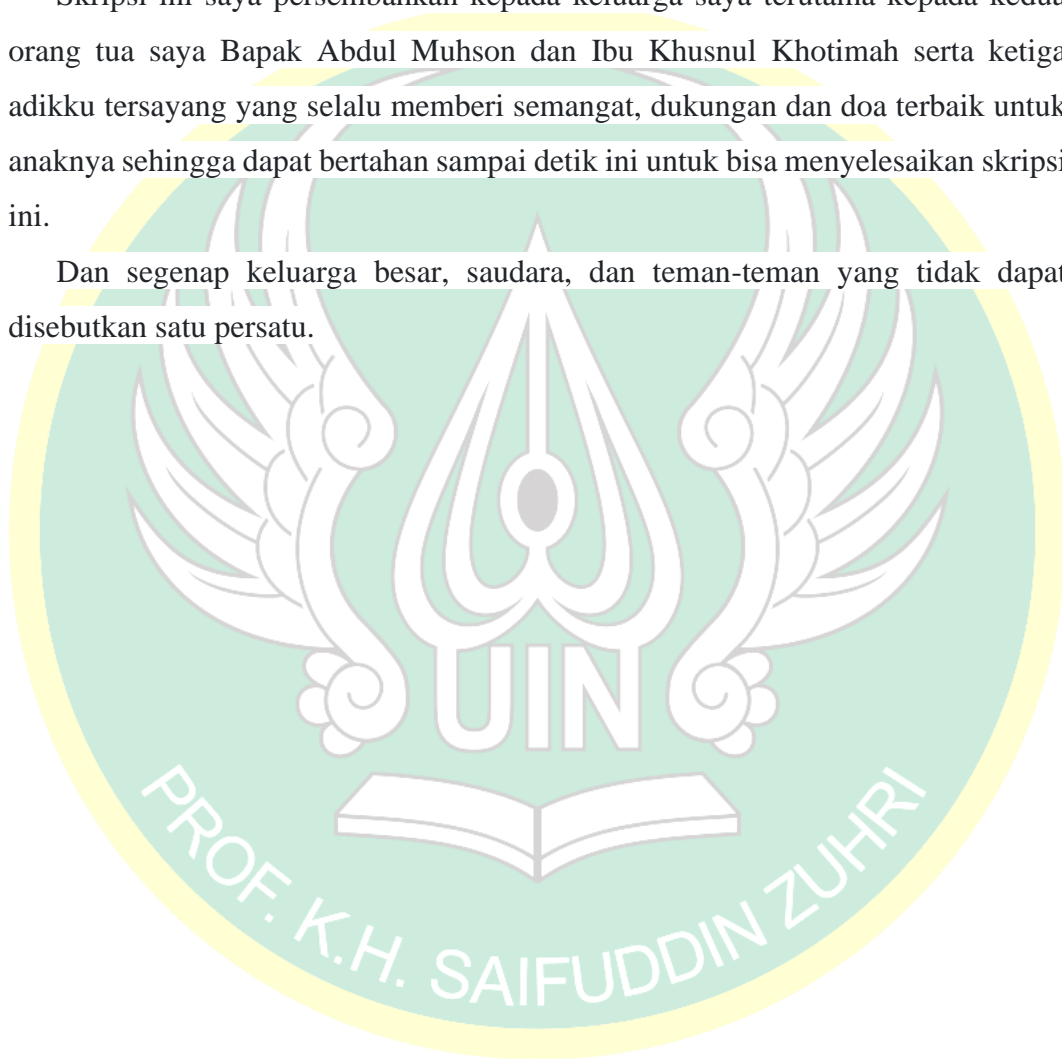 Skripsi ini saya persembahkan kepada keluarga saya terutama kepada kedua
orang tua saya Bapak Abdul Muhson dan Ibu Khusnul Khotimah serta ketiga
adikku tersayang yang selalu memberi semangat, dukungan dan doa terbaik untuk
anaknya sehingga dapat bertahan sampai detik ini untuk bisa menyelesaikan skripsi
ini.
Dan segenap keluarga besar, saudara, dan teman-teman yang tidak dapat
disebutkan satu persatu.
UIN
PROF. K.H. SAIFUDDIN ZUHRI